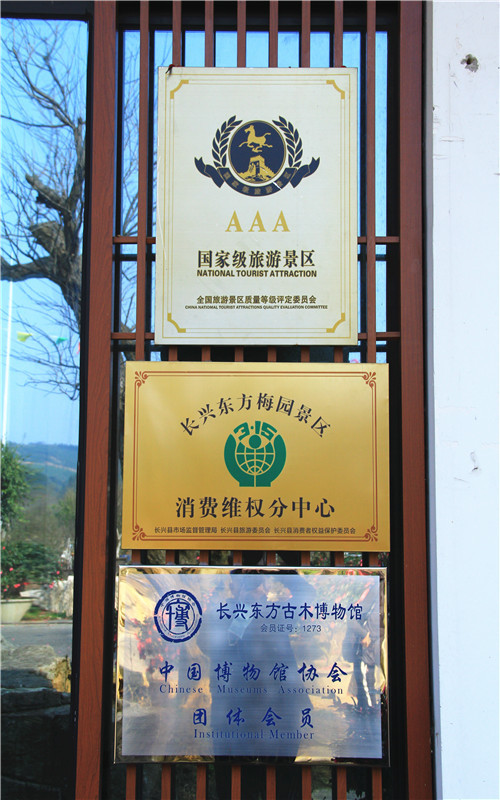 AAA
国家级旅游景区
NATIONAL TOURIST ATTRACTION
全国旅游景区质量等级评定委员会
CHINA NATIONAL TOURIST ATTRACTIONS QUALITY EVALUATION COMMITTEE
长兴东方梅园景区
3·15
消费维权分中心
长兴县市场监督管理局 长兴县旅游委员会 长兴县消费者权益保护委员会
长兴东方古木博物馆
会员证号：1273
中国博物馆协会
Chinese Museums Association
团体会员
Institutional Member